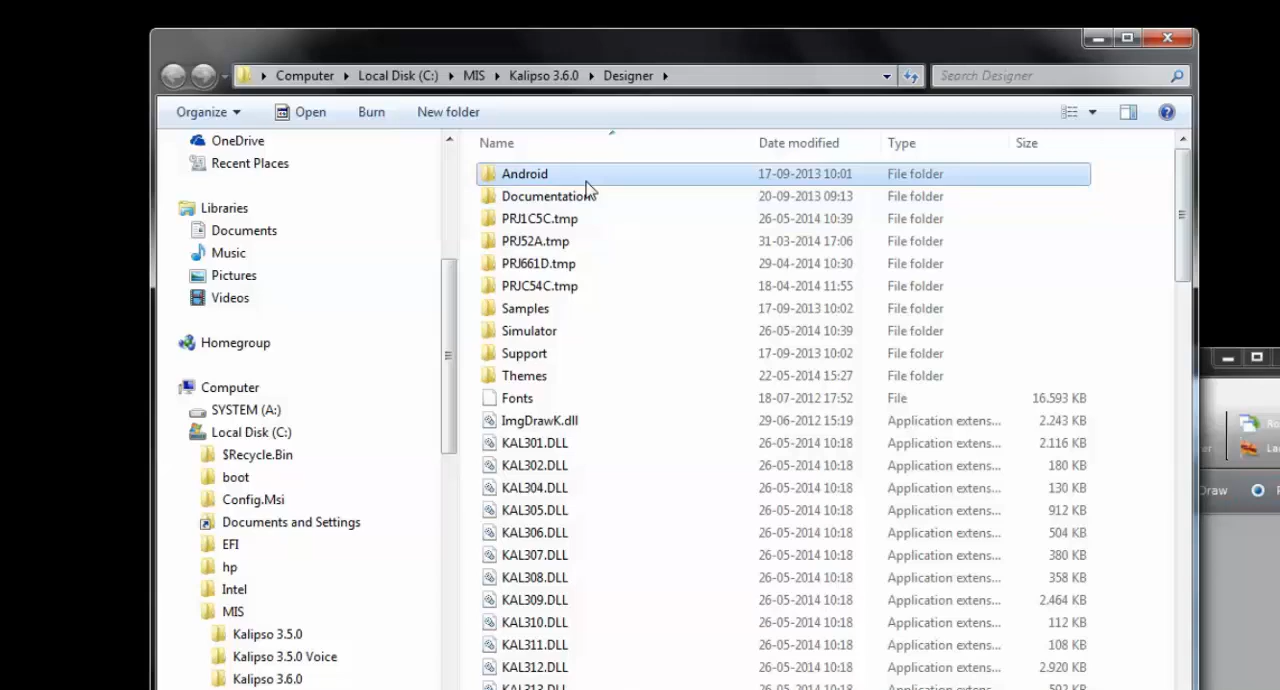 Computer Local Disk (C:) MIS Kalipso 3.6.0 Designer
Search Designer
Organize Open Burn New folder
OneDrive
Recent Places
Libraries
Documents
Music
Pictures
Videos
Homegroup
Computer
SYSTEM (A:)
Local Disk (C:)
$Recycle.Bin
boot
Config.Msi
Documents and Settings
EFI
hp
Intel
MIS
Kalipso 3.5.0
Kalipso 3.5.0 Voice
Kalipso 3.6.0
Name Date modified Type Size
Android 17-09-2013 10:01 File folder
Documentation 20-09-2013 09:13 File folder
PRJ1C5C.tmp 26-05-2014 10:39 File folder
PRJ52A.tmp 31-03-2014 17:06 File folder
PRJ661D.tmp 29-04-2014 10:30 File folder
PRJC54C.tmp 18-04-2014 11:55 File folder
Samples 17-09-2013 10:02 File folder
Simulator 26-05-2014 10:39 File folder
Support 17-09-2013 10:02 File folder
Themes 22-05-2014 15:27 File folder
Fonts 18-07-2012 17:52 File 16.593 KB
ImgDrawK.dll 29-06-2012 15:19 Application extens... 2.243 KB
KAL301.DLL 26-05-2014 10:18 Application extens... 2.116 KB
KAL302.DLL 26-05-2014 10:18 Application extens... 180 KB
KAL304.DLL 26-05-2014 10:18 Application extens... 130 KB
KAL305.DLL 26-05-2014 10:18 Application extens... 912 KB
KAL306.DLL 26-05-2014 10:18 Application extens... 504 KB
KAL307.DLL 26-05-2014 10:18 Application extens... 380 KB
KAL308.DLL 26-05-2014 10:18 Application extens... 358 KB
KAL309.DLL 26-05-2014 10:18 Application extens... 2.464 KB
KAL310.DLL 26-05-2014 10:18 Application extens... 112 KB
KAL311.DLL 26-05-2014 10:18 Application extens... 108 KB
KAL312.DLL 26-05-2014 10:18 Application extens... 2.920 KB
KAL313.DLL 26-05-2014 10:18 Application extens... 592 KB
Draw